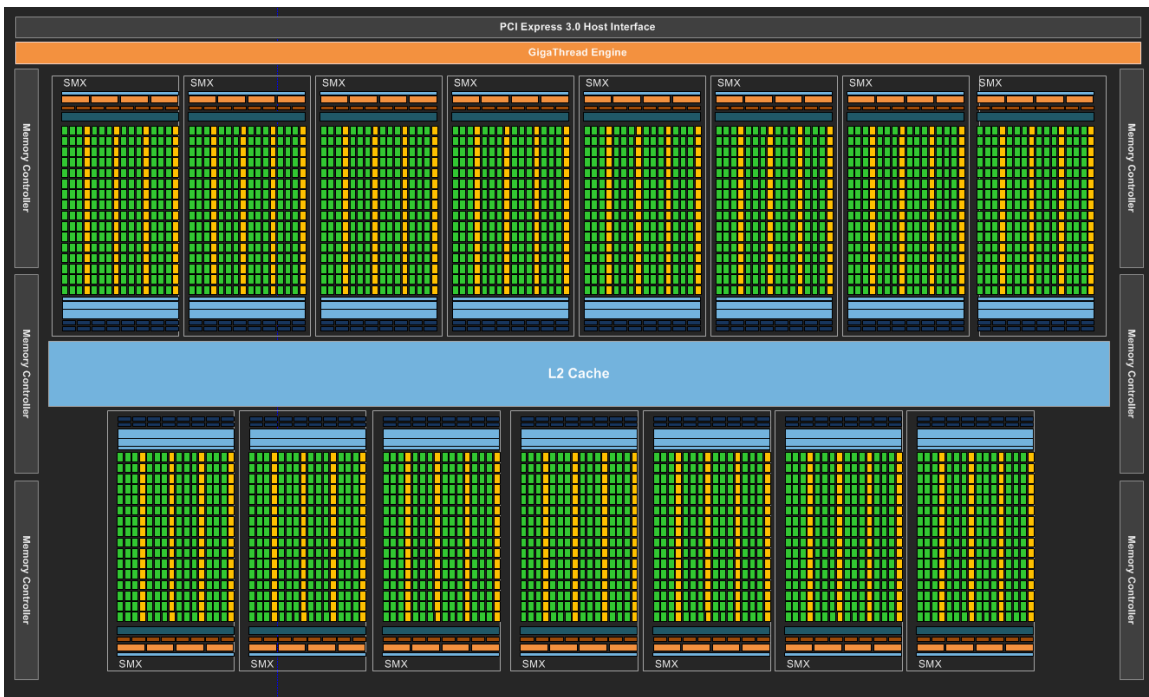 PCI Express 3.0 Host Interface
GigaThread Engine
SMX SMX SMX SMX SMX SMX SMX SMX
Memory Controller
Memory Controller
Memory Controller
Memory Controller
L2 Cache
Memory Controller
Memory Controller
SMX SMX SMX SMX SMX SMX SMX